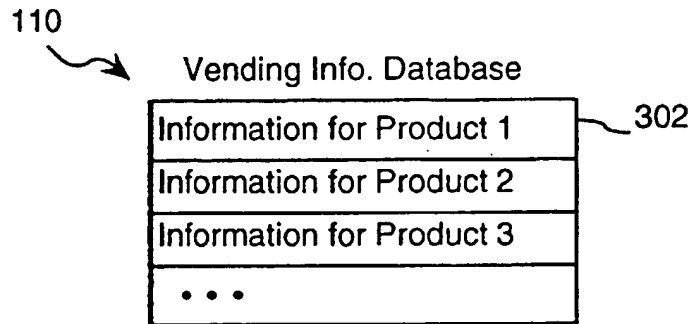 110
Vending Info. Database
Information for Product 1
302
Information for Product 2
Information for Product 3
• • •